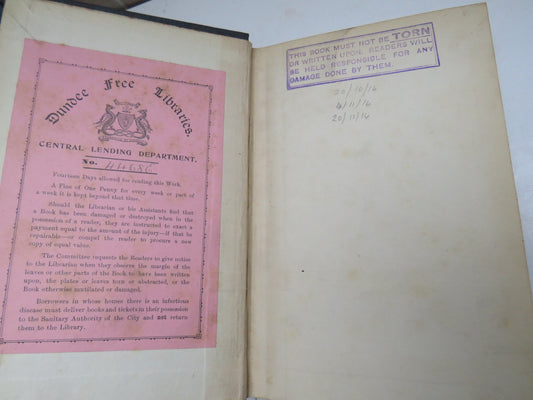 Dundee Free Libraries.
CENTRAL LENDING DEPARTMENT.
No.
Fourteen Days allowed for reading this Work.
A Fine of One Penny for every week or part of
a week it is kept beyond that time.
Should the Librarian or his Assistants find that
a Book has been damaged or destroyed when in the
possession of a reader, they are instructed to exact a
payment equal to the amount of the injury—if that be
repairable—or compel the reader to procure a new
copy of equal value.
The Committee requests the Readers to give notice
to the Librarian when they observe the margin of the
leaves or other parts of the Book to have been written
upon, the plates or leaves torn or abstracted, or the
Book otherwise mutilated or damaged.
Borrowers in whose houses there is an infectious
disease must deliver books and tickets in their possession
to the Sanitary Authority of the City and not return
them to the Library.
THIS BOOK MUST NOT BE TORN
OR WRITTEN UPON. READERS WILL
BE HELD RESPONSIBLE FOR ANY
DAMAGE DONE BY THEM.
20/10/14
4/11/14
20/11/14